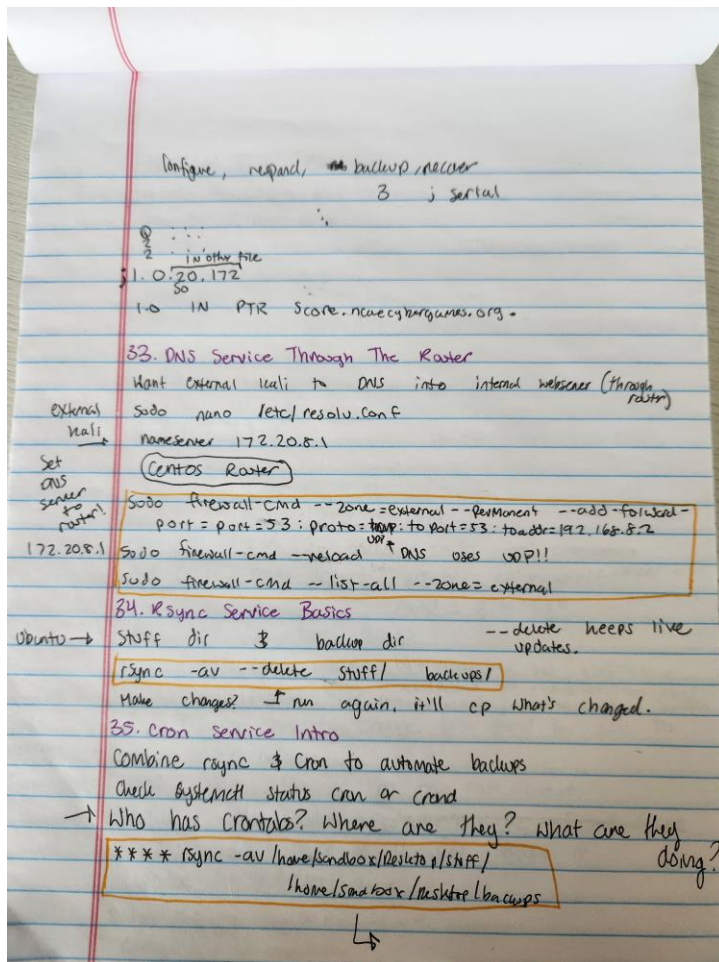 Configure, respond, backup, recover
3 ; serial
@ . . . .
2
2 in other file
; 1.0.20.172
so
1.0 IN PTR Score.ncaecybergames.org.
33. DNS Service Through The Router
Want external kali to DNS into internal webserver (through router)
external kali → Sudo nano /etc/resolv.conf
nameserver 172.20.8.1
Set DNS server to router!
172.20.8.1
Centos Router
Sudo firewall-cmd --zone=external --permanent --add-forward-
port=port=53:proto=udp:toport=53:toaddr=192.168.8.2
Sudo firewall-cmd --reload ↑ DNS uses UDP!!
Sudo firewall-cmd --list-all --zone=external
34. Rsync Service Basics
Ubuntu → Stuff dir & backup dir --delete keeps live
updates.
rsync -av --delete stuff/ backups/
Make changes? ↑ run again, it'll cp what's changed.
35. Cron Service Intro
Combine rsync & Cron to automate backups
Check systemctl status cron or crond
→ Who has crontabs? Where are they? What are they
doing?
**** rsync -av /home/sandbox/Desktop/stuff/
/home/sandbox/Desktop/backups
↳